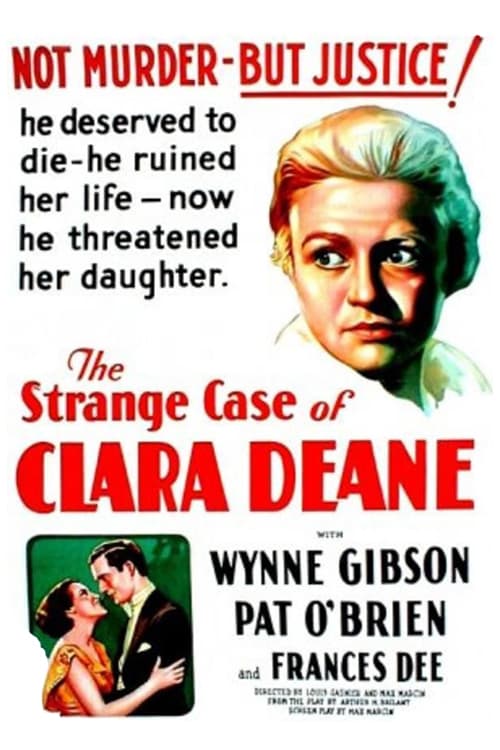 NOT MURDER - BUT JUSTICE!
he deserved to
die - he ruined
her life — now
he threatened
her daughter.
The
Strange Case of
CLARA DEANE
WITH
WYNNE GIBSON
PAT O'BRIEN
and FRANCES DEE
DIRECTED BY LOUIS GASNIER AND MAX MARCIN
FROM THE PLAY BY ARTHUR M. BRILANT
SCREEN PLAY BY MAX MARCIN